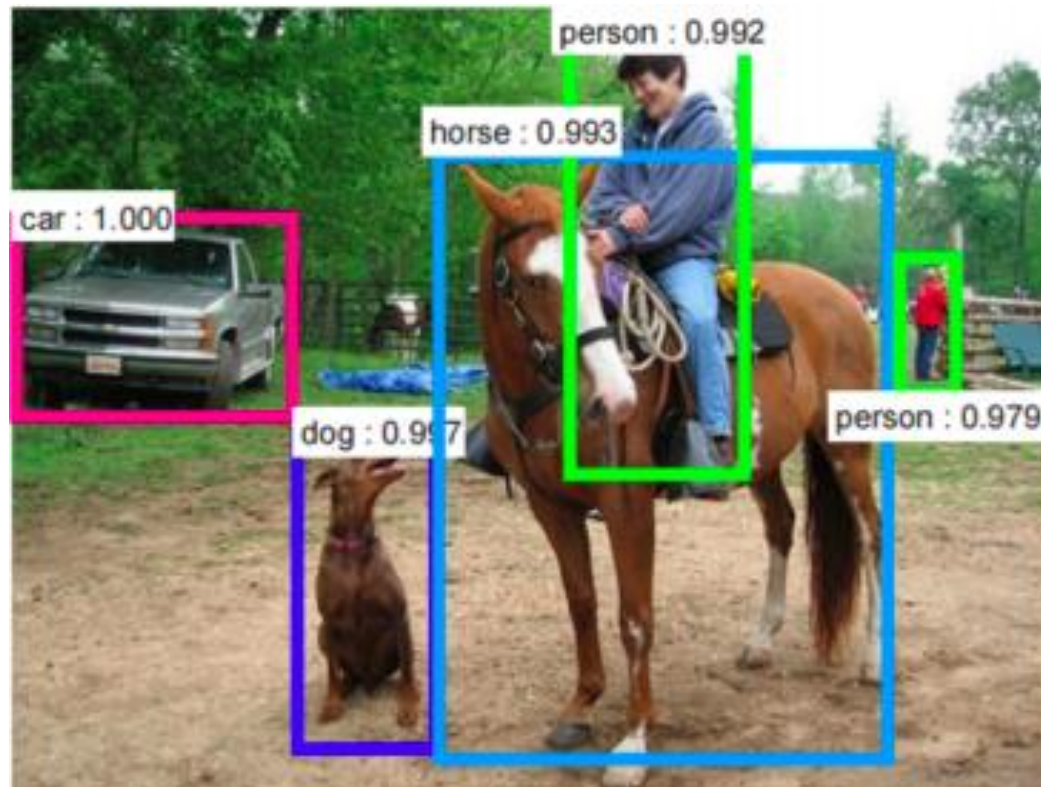 person : 0.992
horse : 0.993
car : 1.000
dog : 0.997
person : 0.979